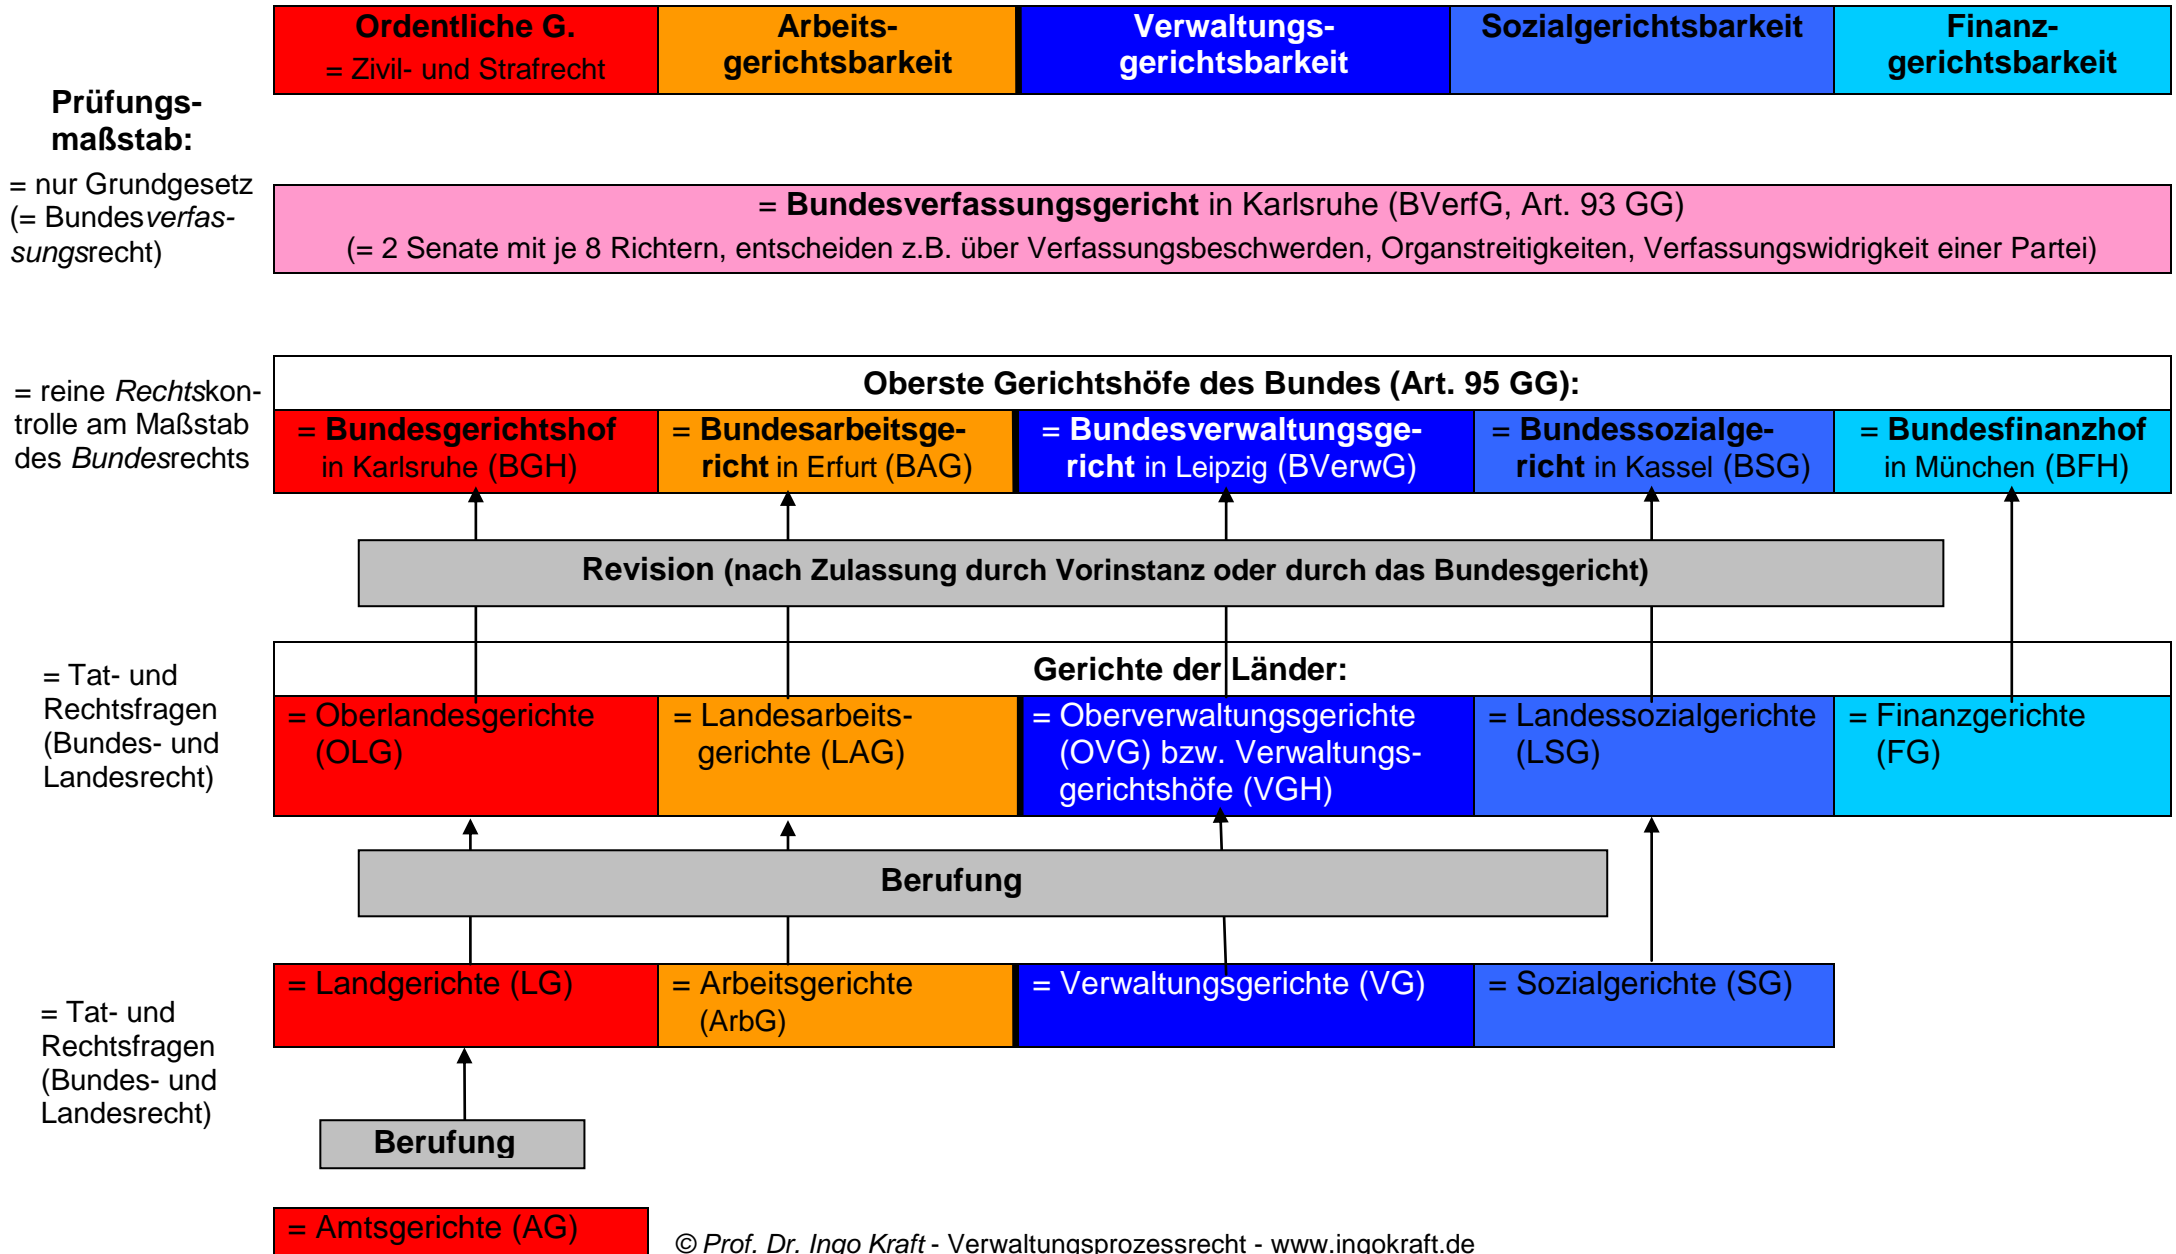 Ordentliche G.
= Zivil- und Strafrecht
Arbeits-
gerichtsbarkeit
Verwaltungs-
gerichtsbarkeit
Sozialgerichtsbarkeit
Finanz-
gerichtsbarkeit
Prüfungs-
maßstab:
= nur Grundgesetz
(= Bundesverfas-
sungsrecht)
= Bundesverfassungsgericht in Karlsruhe (BVerfG, Art. 93 GG)
(= 2 Senate mit je 8 Richtern, entscheiden z.B. über Verfassungsbeschwerden, Organstreitigkeiten, Verfassungswidrigkeit einer Partei)
= reine Rechtskon-
trolle am Maßstab
des Bundesrechts
Oberste Gerichtshöfe des Bundes (Art. 95 GG):
= Bundesgerichtshof
in Karlsruhe (BGH)
= Bundesarbeitsge-
richt in Erfurt (BAG)
= Bundesverwaltungsge-
richt in Leipzig (BVerwG)
= Bundessozialge-
richt in Kassel (BSG)
= Bundesfinanzhof
in München (BFH)
Revision (nach Zulassung durch Vorinstanz oder durch das Bundesgericht)
= Tat- und
Rechtsfragen
(Bundes- und
Landesrecht)
Gerichte der Länder:
= Oberlandesgerichte
(OLG)
= Landesarbeits-
gerichte (LAG)
= Oberverwaltungsgerichte
(OVG) bzw. Verwaltungs-
gerichtshöfe (VGH)
= Landessozialgerichte
(LSG)
= Finanzgerichte
(FG)
Berufung
= Tat- und
Rechtsfragen
(Bundes- und
Landesrecht)
= Landgerichte (LG)
= Arbeitsgerichte
(ArbG)
= Verwaltungsgerichte (VG)
= Sozialgerichte (SG)
Berufung
= Amtsgerichte (AG)
© Prof. Dr. Ingo Kraft - Verwaltungsprozessrecht - www.ingokraft.de